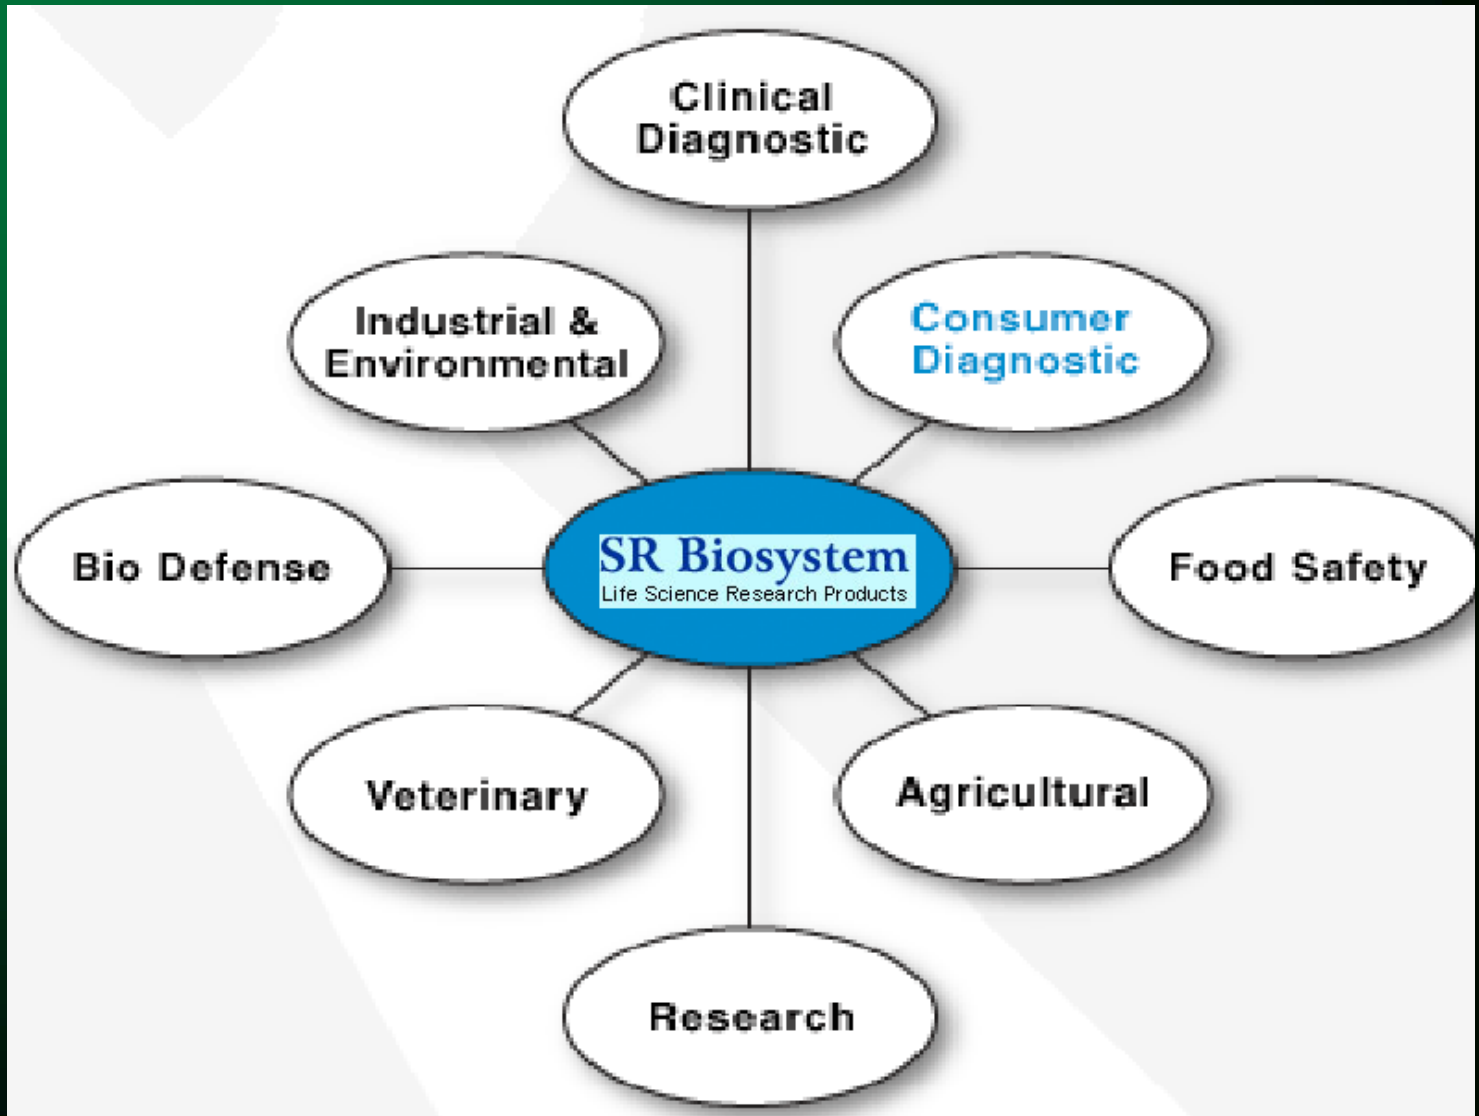 Clinical
Diagnostic
Industrial &
Environmental
Consumer
Diagnostic
Bio Defense
SR Biosystem
Life Science Research Products
Food Safety
Veterinary
Agricultural
Research